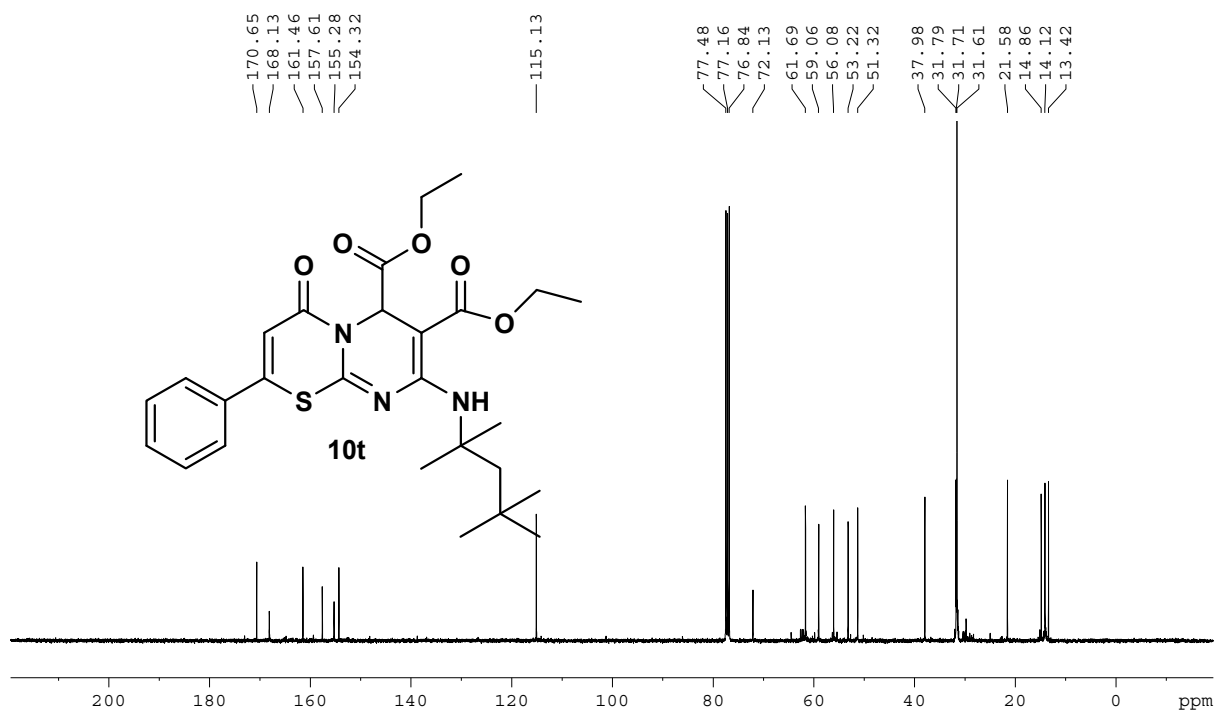 170.65
168.13
161.46
157.61
155.28
154.32
115.13
77.48
77.16
76.84
72.13
61.69
59.06
56.08
53.22
51.32
37.98
31.79
31.71
31.61
21.58
14.86
14.12
13.42
O
O
O
O
O
N
S
N
NH
10t
200 180 160 140 120 100 80 60 40 20 0 ppm